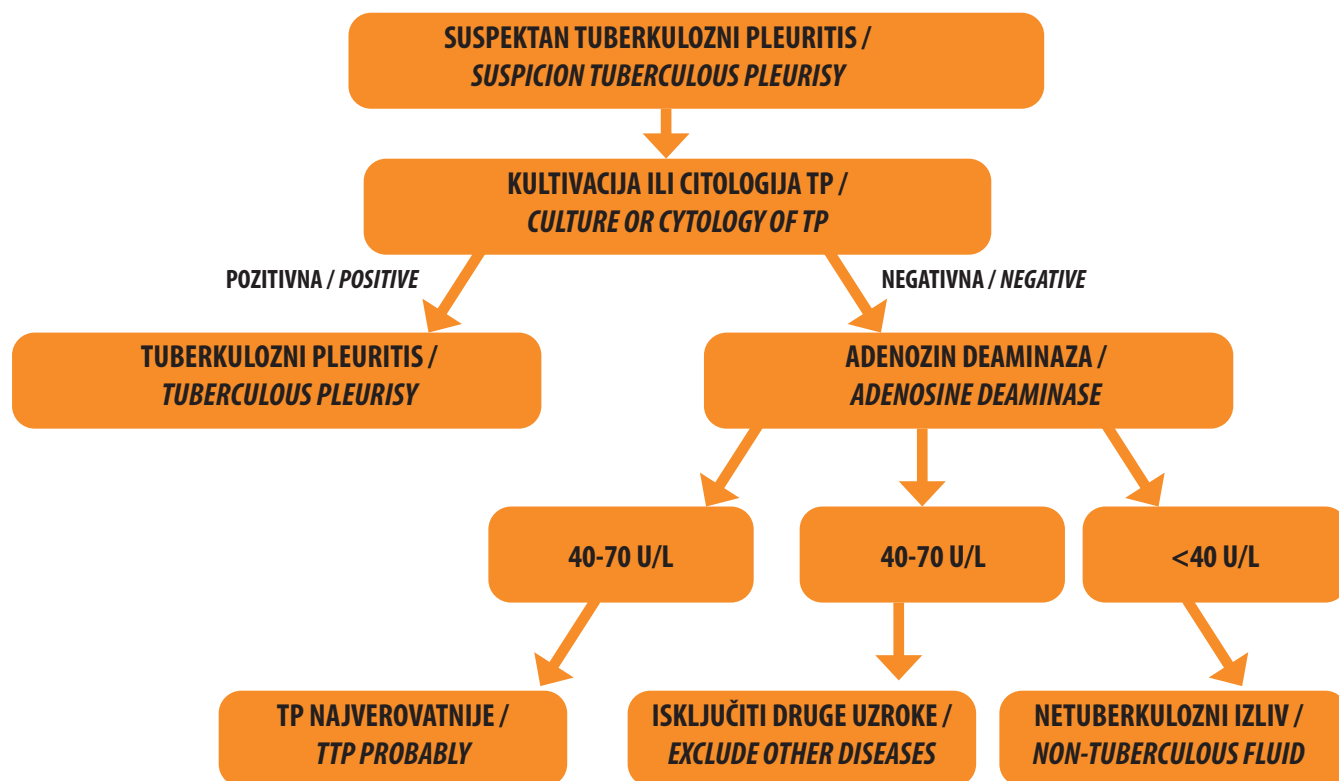 SUSPEKTAN TUBERKULOZNI PLEURITIS /
SUSPICION TUBERCULOUS PLEURISY
KULTIVACIJA ILI CITOLOGIJA TP /
CULTURE OR CYTOLOGY OF TP
POZITIVNA / POSITIVE
NEGATIVNA / NEGATIVE
TUBERKULOZNI PLEURITIS /
TUBERCULOUS PLEURISY
ADENOZIN DEAMINAZA /
ADENOSINE DEAMINASE
40-70 U/L
40-70 U/L
<40 U/L
TP NAJVEROVATNIJE /
TTP PROBABLY
ISKLJUČITI DRUGE UZROKE /
EXCLUDE OTHER DISEASES
NETUBERKULOZNI IZLIV /
NON-TUBERCULOUS FLUID